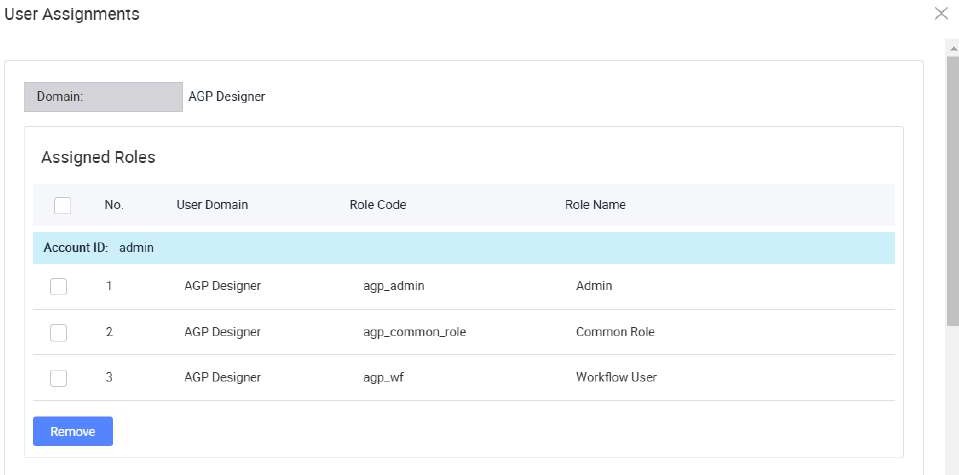 User Assignments
Domain: AGP Designer
Assigned Roles
No. User Domain Role Code Role Name
Account ID: admin
1 AGP Designer agp_admin Admin
2 AGP Designer agp_common_role Common Role
3 AGP Designer agp_wf Workflow User
Remove